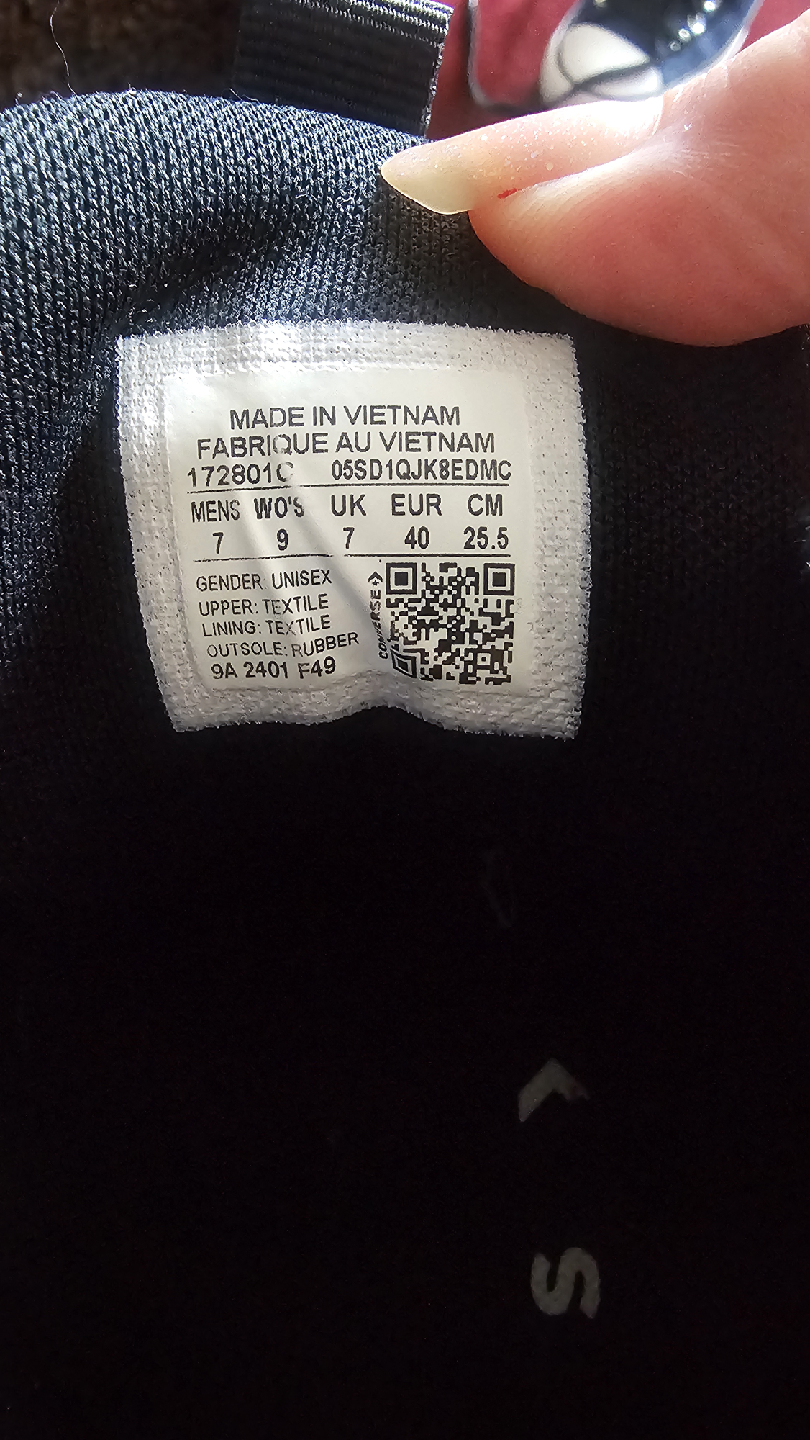 MADE IN VIETNAM
FABRIQUE AU VIETNAM
172801C 05SD1QJK8EDMC
MENS WO'S UK EUR CM
7 9 7 40 25.5
GENDER: UNISEX
UPPER: TEXTILE
LINING: TEXTILE
OUTSOLE: RUBBER
9A 2401 F49
CONVERSE
S